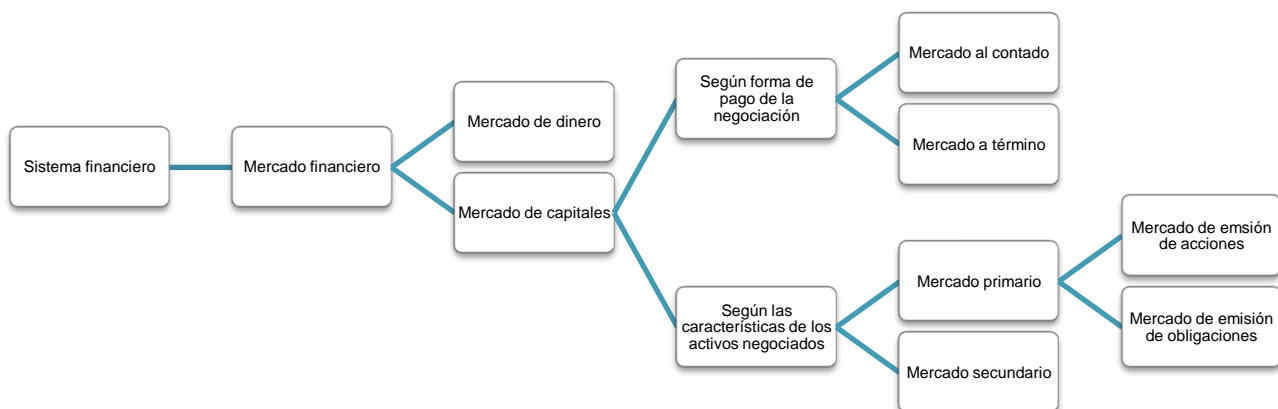 Sistema financiero
Mercado financiero
Mercado de dinero
Mercado de capitales
Según forma de
pago de la
negociación
Mercado al contado
Mercado a término
Según las
características de los
activos negociados
Mercado primario
Mercado secundario
Mercado de emsión
de acciones
Mercado de emisión
de obligaciones